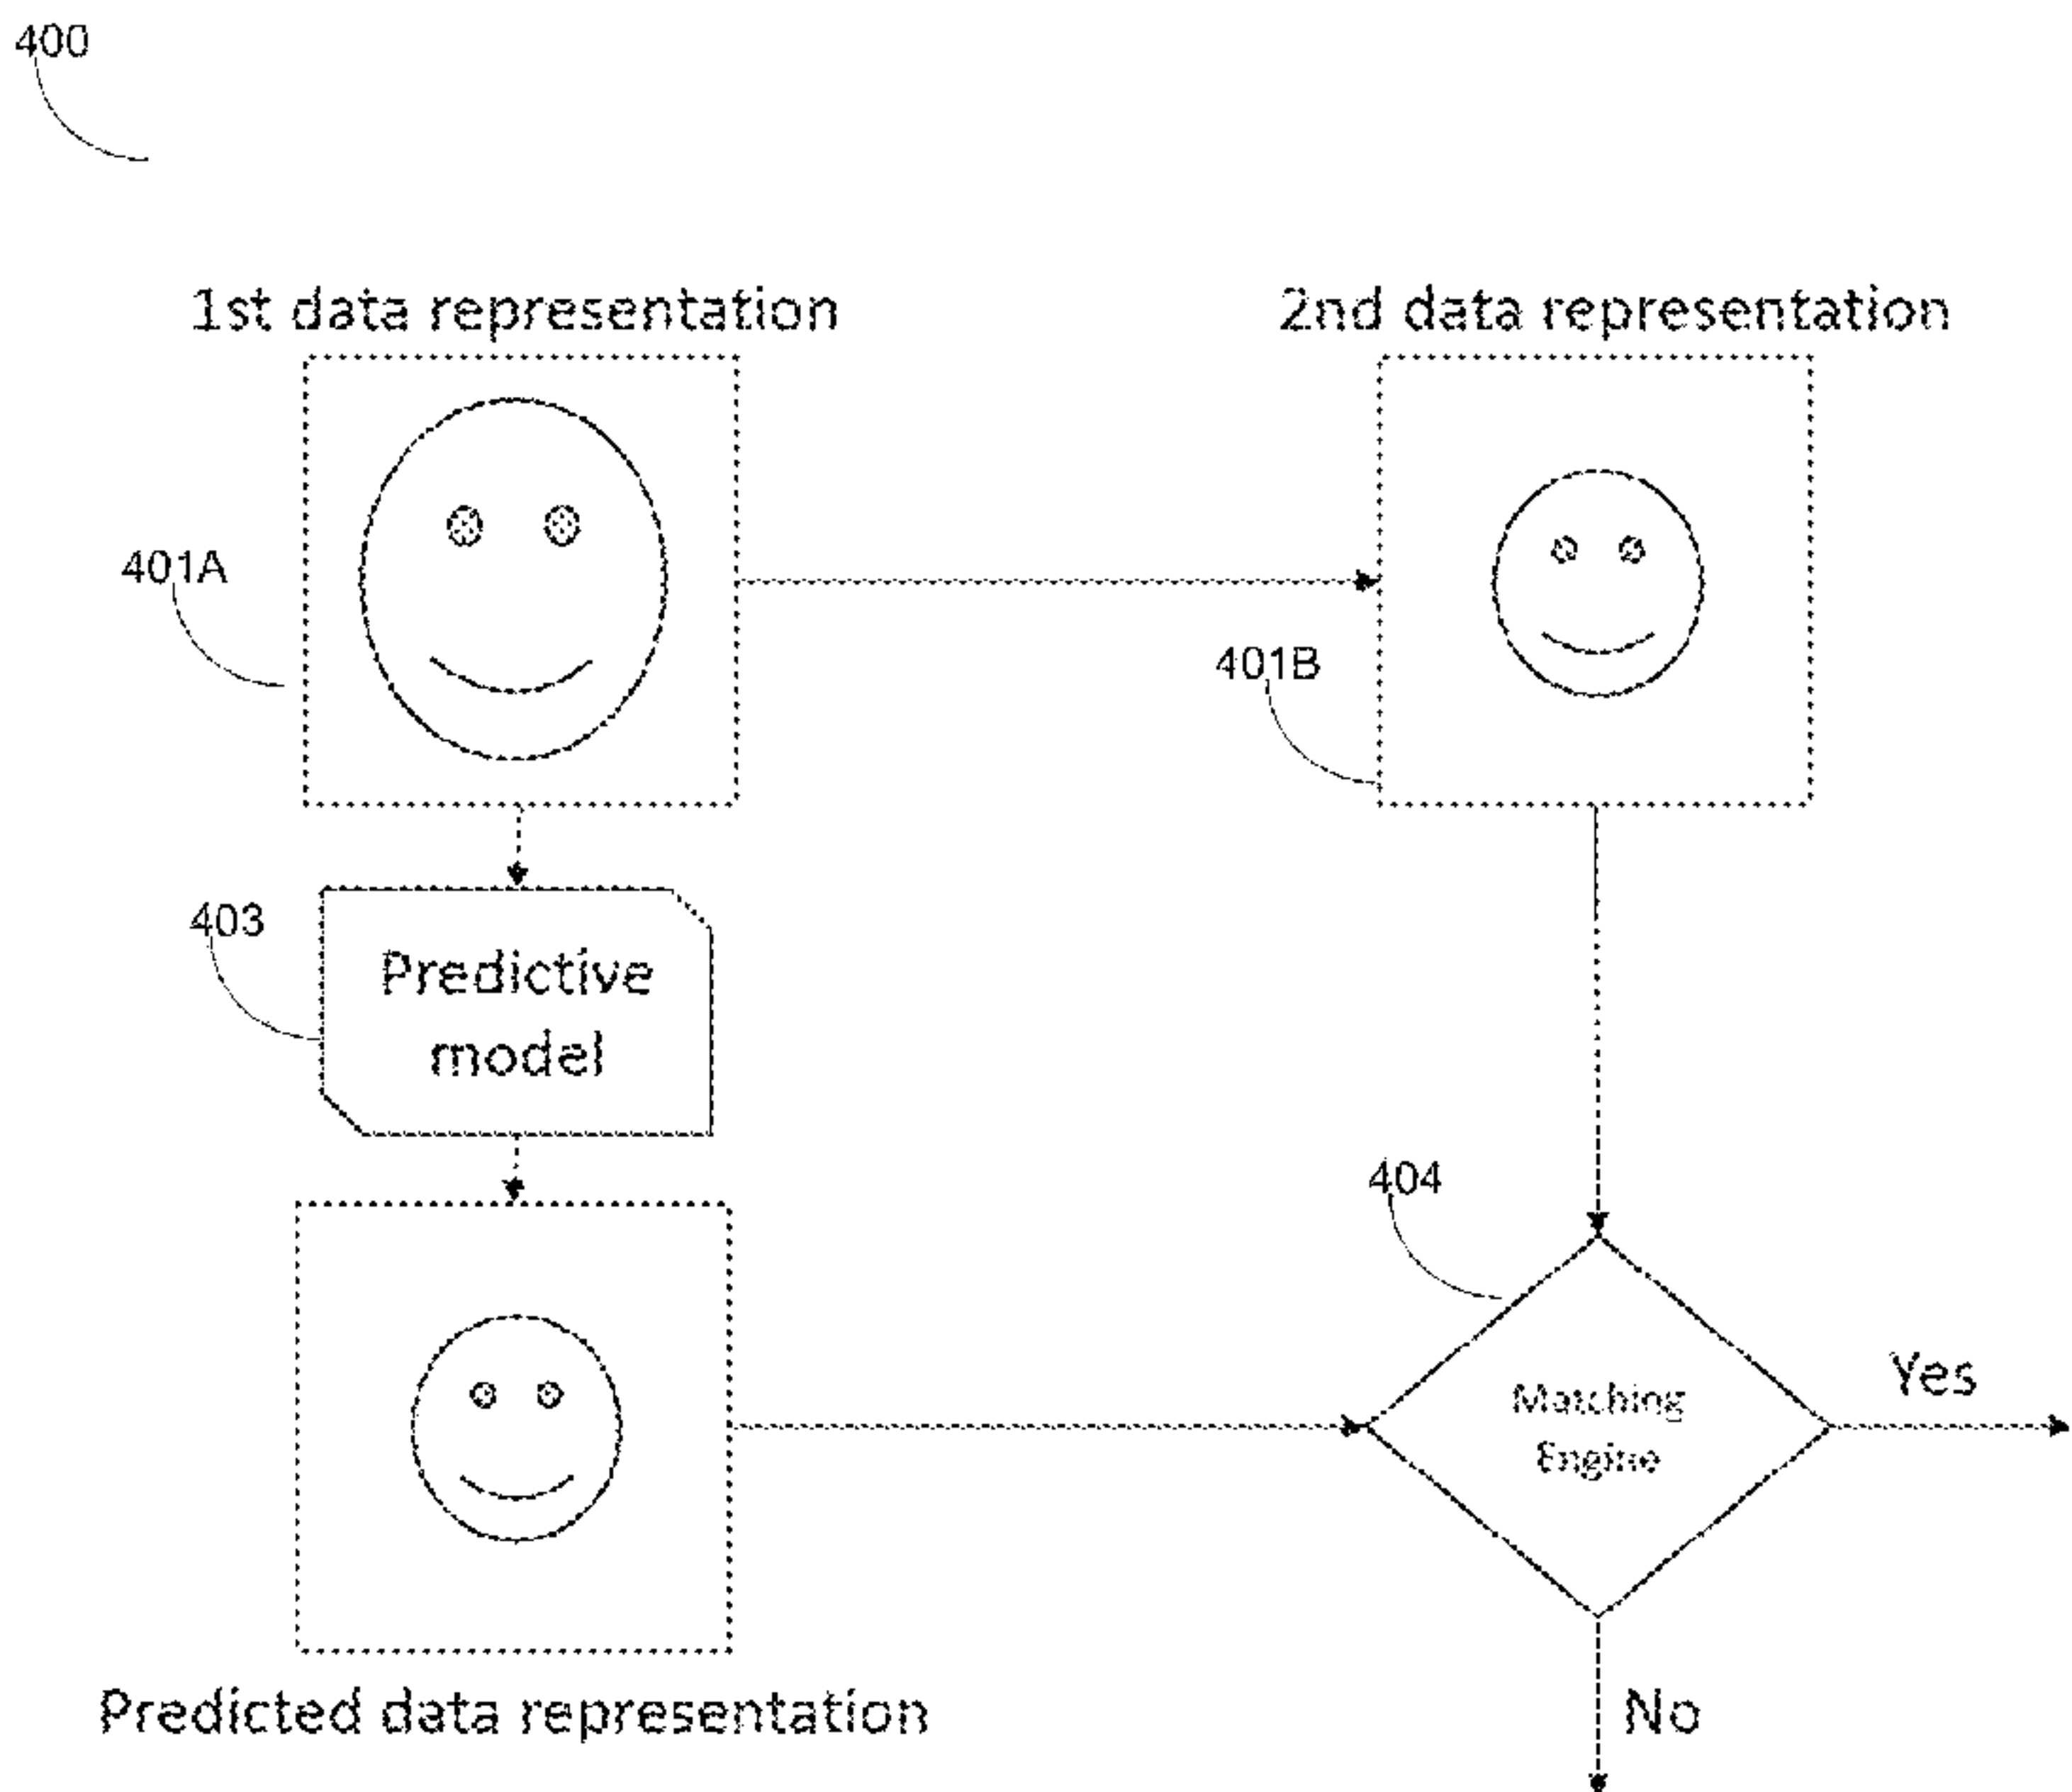 400
1st data representation
2nd data representation
401A
401B
403
Predictive
model
404
Matching
Engine
Yes
No
Predicted data representation